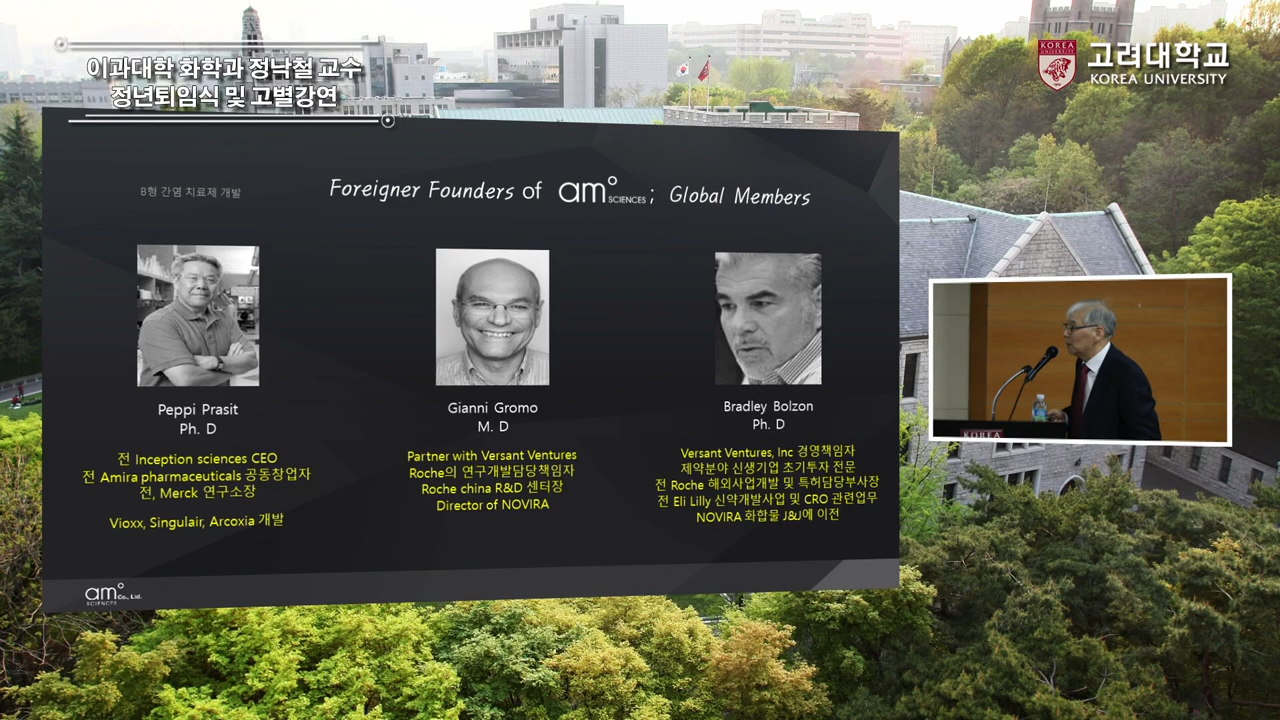 이과대학 화학과 정낙철 교수
정년퇴임식 및 고별강연
KOREA
고려대학교
KOREA UNIVERSITY
B형 간염 치료제 개발
Foreigner Founders of am SCIENCES ; Global Members
Peppi Prasit
Ph. D
전 Inception sciences CEO
전 Amira pharmaceuticals 공동창업자
전, Merck 연구소장
Vioxx, Singulair, Arcoxia 개발
Gianni Gromo
M. D
Partner with Versant Ventures
Roche의 연구개발담당책임자
Roche china R&D 센터장
Director of NOVIRA
Bradley Bolzon
Ph. D
Versant Ventures, Inc 경영책임자
제약분야 신생기업 초기투자 전문
전 Roche 해외사업개발 및 특허담당부사장
전 Eli Lilly 신약개발사업 및 CRO 관련업무
NOVIRA 화합물 J&J에 이전
KOREA
am Co., Ltd.
SCIENCES